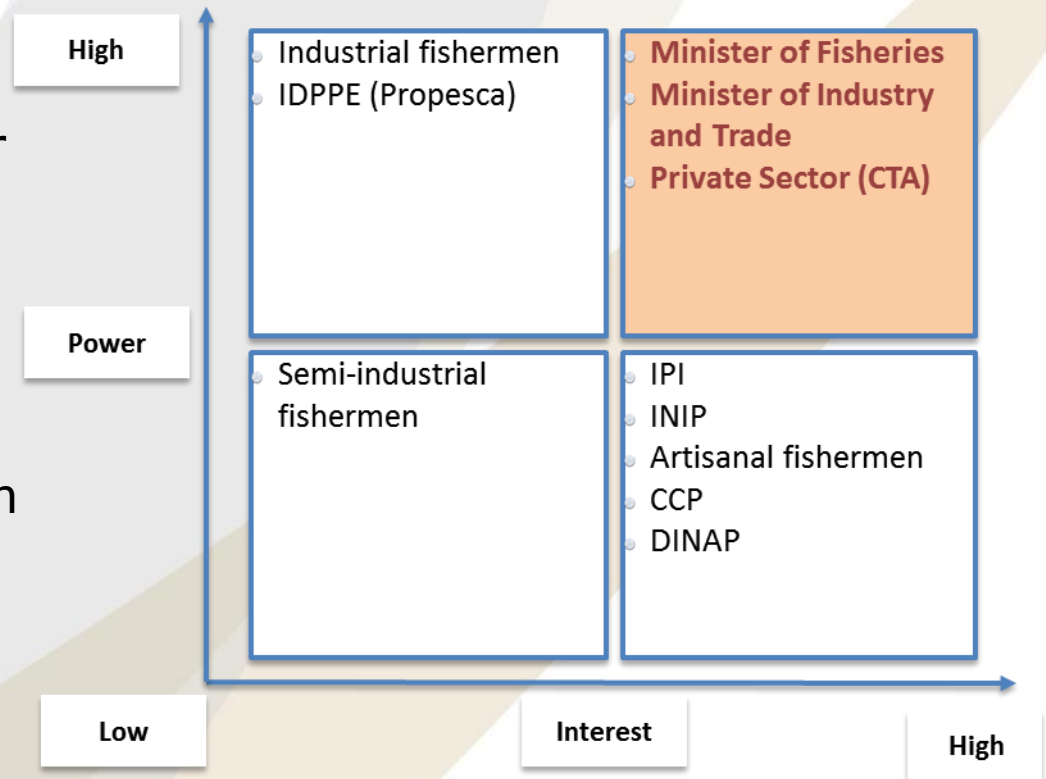 High
Industrial fishermen
IDPPE (Propesca)
Minister of Fisheries
Minister of Industry
and Trade
Private Sector (CTA)
Power
Semi-industrial
fishermen
IPI
INIP
Artisanal fishermen
CCP
DINAP
Low
Interest
High